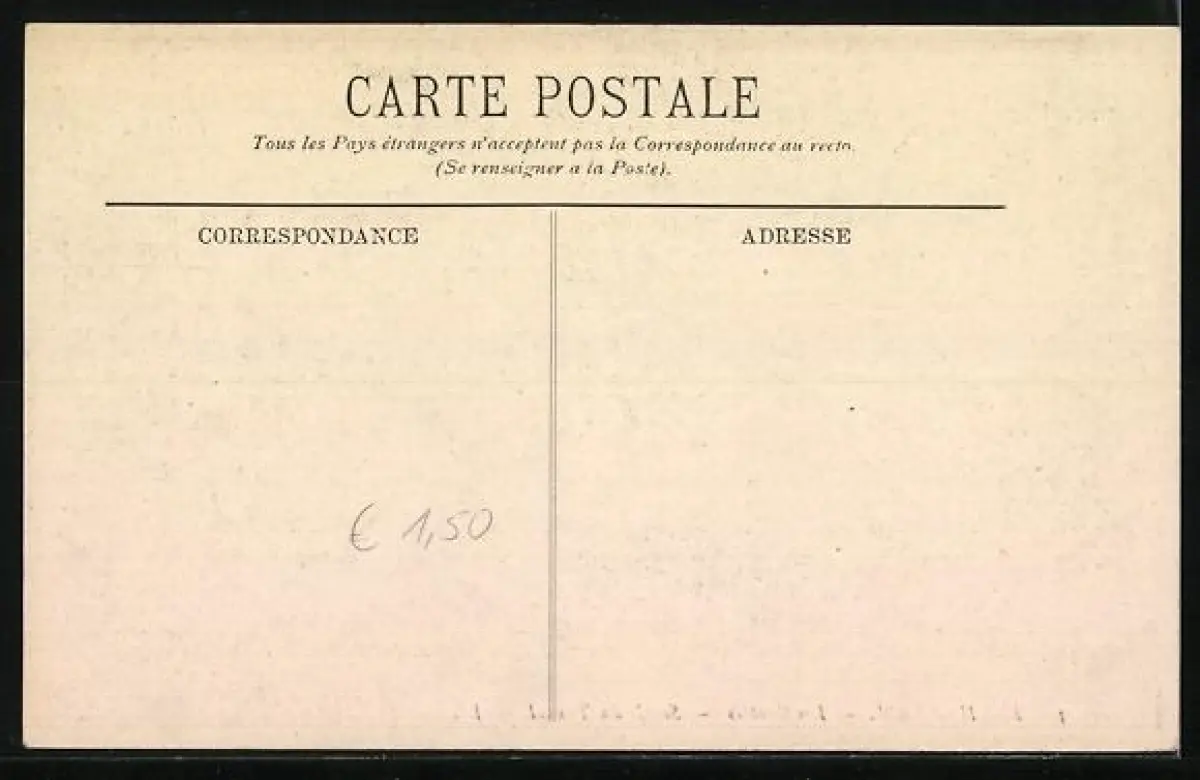 CARTE POSTALE
Tous les Pays étrangers n'acceptent pas la Correspondance au recto.
(Se renseigner a la Poste).
CORRESPONDANCE
ADRESSE
€ 1,50